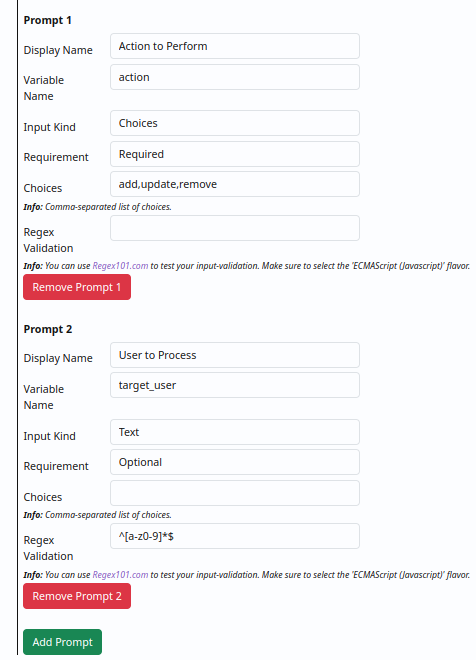 Prompt 1
Display Name Action to Perform
Variable Name action
Input Kind Choices
Requirement Required
Choices add,update,remove
Info: Comma-separated list of choices.
Regex Validation
Info: You can use Regex101.com to test your input-validation. Make sure to select the 'ECMAScript (Javascript)' flavor.
Remove Prompt 1
Prompt 2
Display Name User to Process
Variable Name target_user
Input Kind Text
Requirement Optional
Choices
Info: Comma-separated list of choices.
Regex Validation ^[a-z0-9]*$
Info: You can use Regex101.com to test your input-validation. Make sure to select the 'ECMAScript (Javascript)' flavor.
Remove Prompt 2
Add Prompt